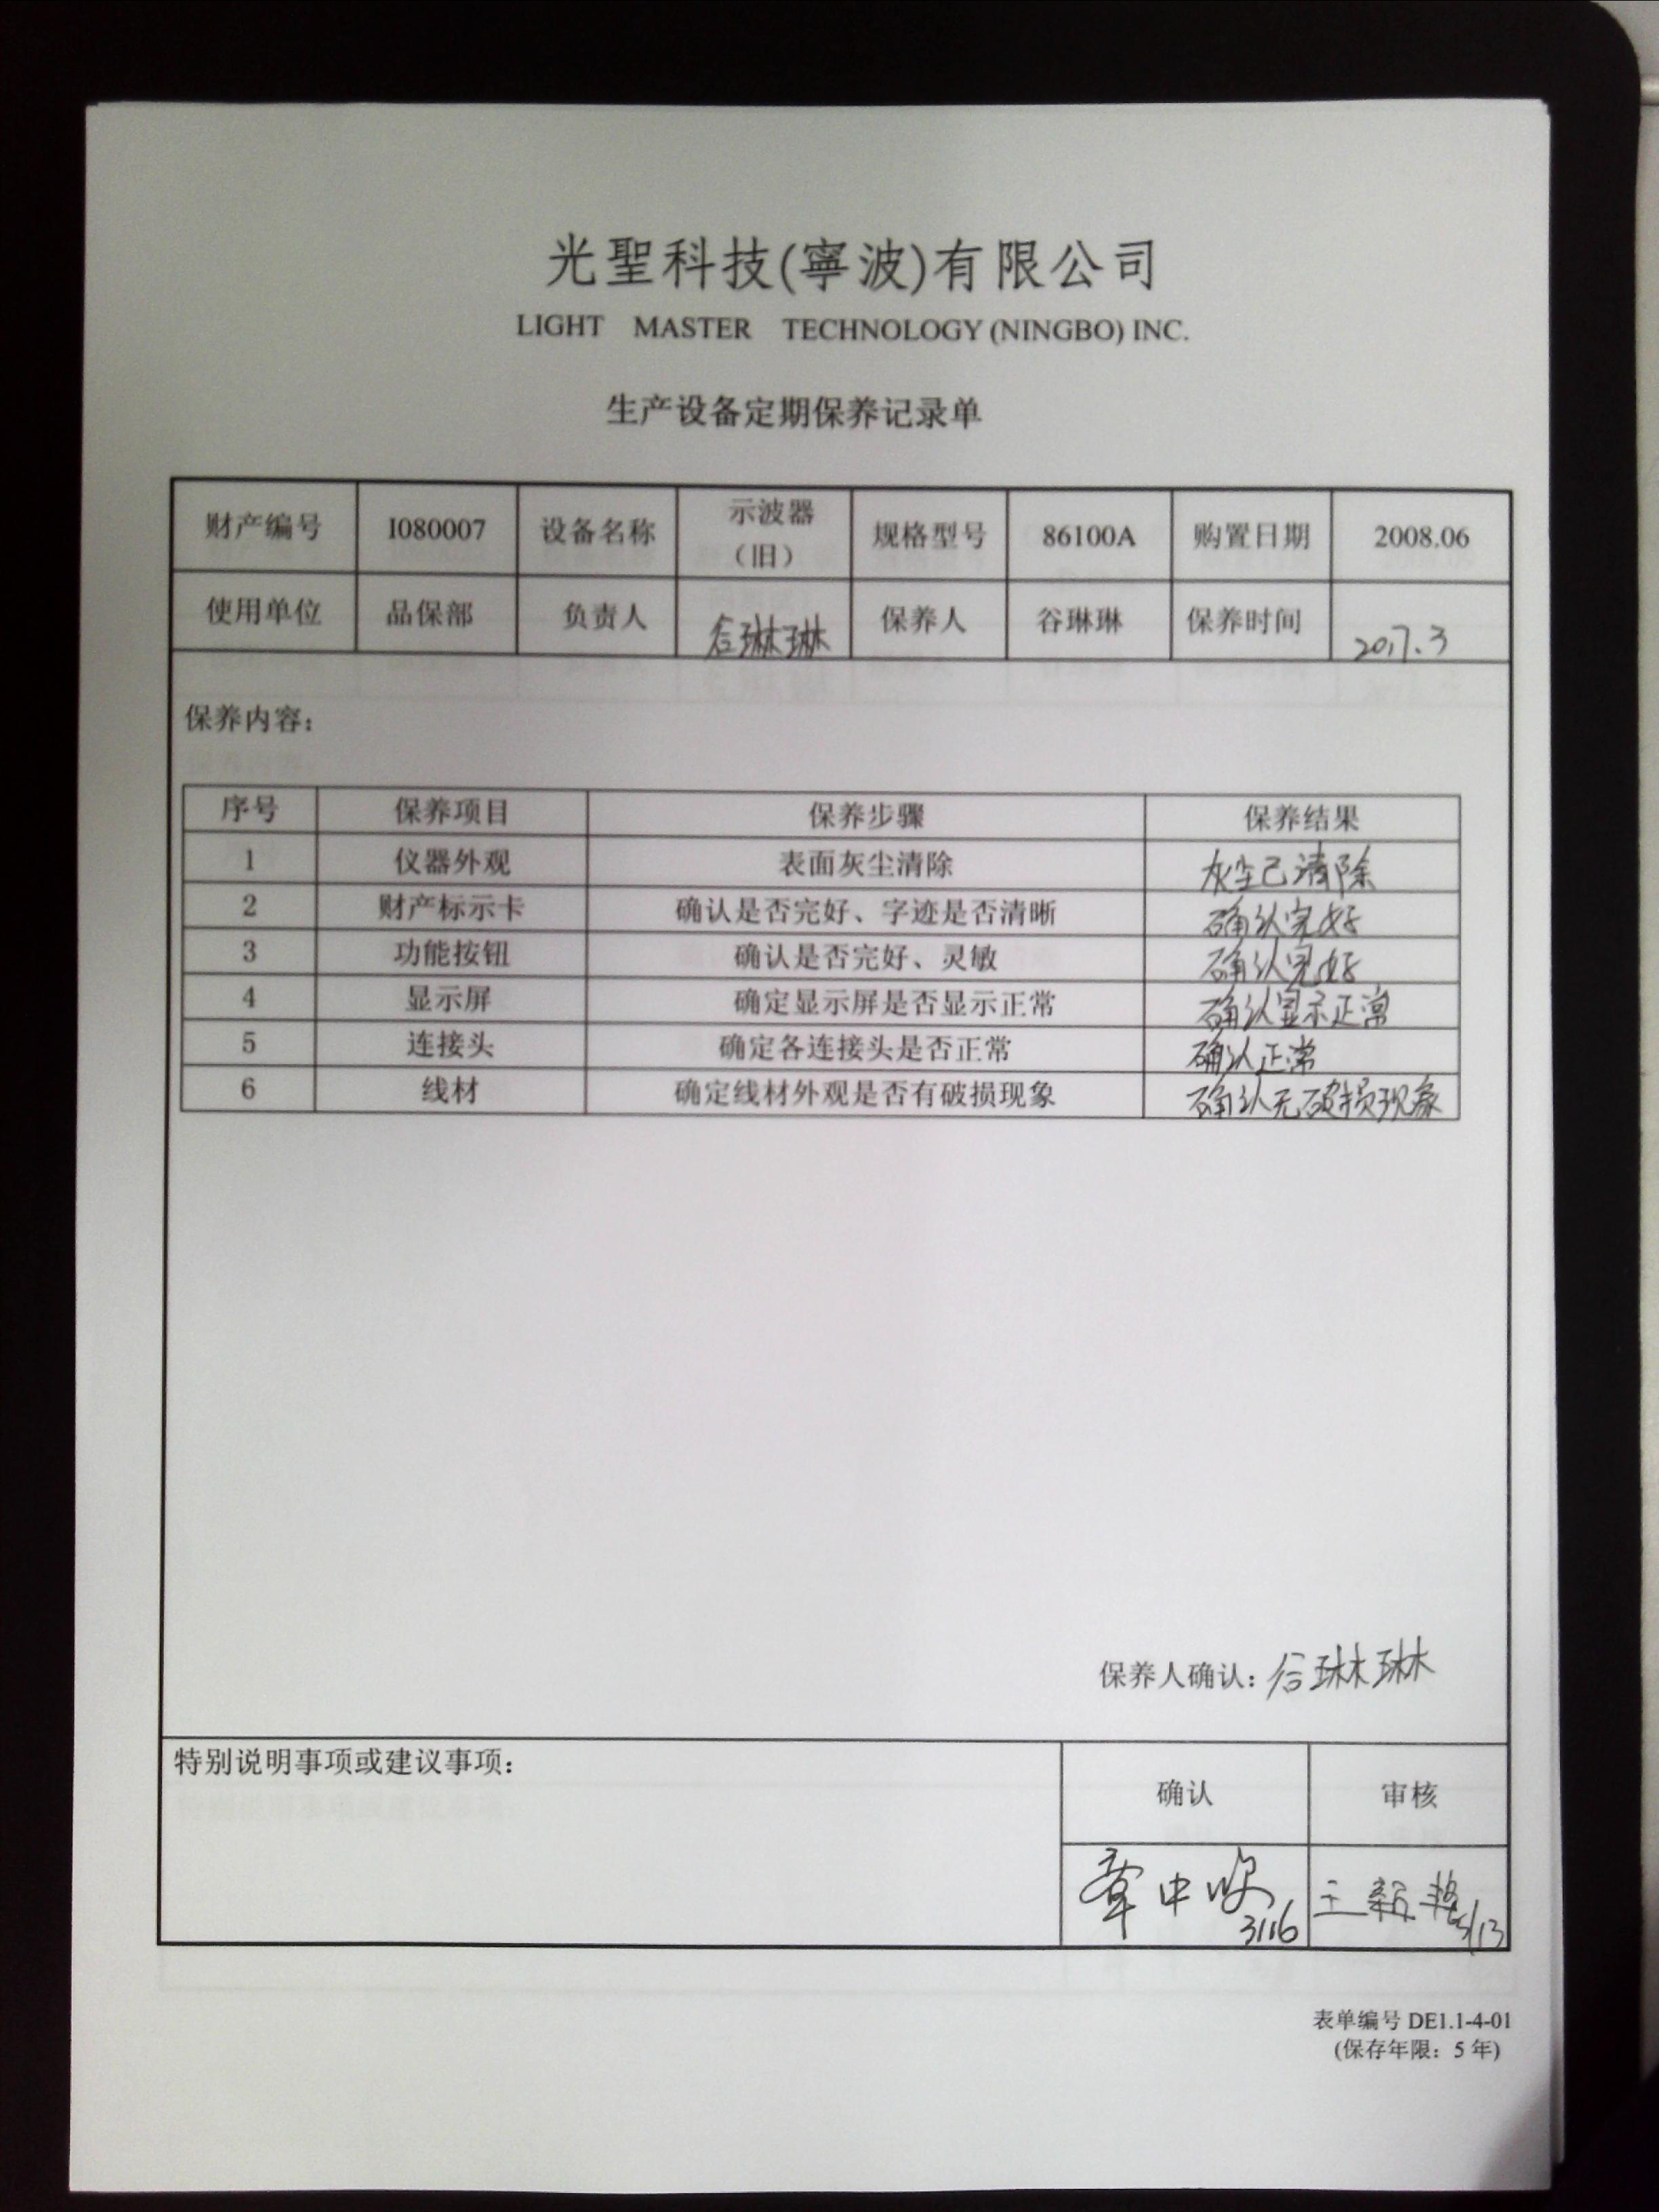 光聖科技(寧波)有限公司
LIGHT MASTER TECHNOLOGY (NINGBO) INC.
生产设备定期保养记录单
财产编号 I080007 设备名称 示波器（旧） 规格型号 86100A 购置日期 2008.06
使用单位 品保部 负责人 谷琳琳 保养人 谷琳琳 保养时间 2017.3
保养内容：
序号 保养项目 保养步骤 保养结果
1 仪器外观 表面灰尘清除 灰尘已清除
2 财产标示卡 确认是否完好、字迹是否清晰 确认完好
3 功能按钮 确认是否完好、灵敏 确认完好
4 显示屏 确定显示屏是否显示正常 确认显示正常
5 连接头 确定各连接头是否正常 确认正常
6 线材 确定线材外观是否有破损现象 确认无破损现象
保养人确认：谷琳琳
特别说明事项或建议事项：
确认 审核
章中 3/16 王
表单编号 DE1.1-4-01
(保存年限：5 年)